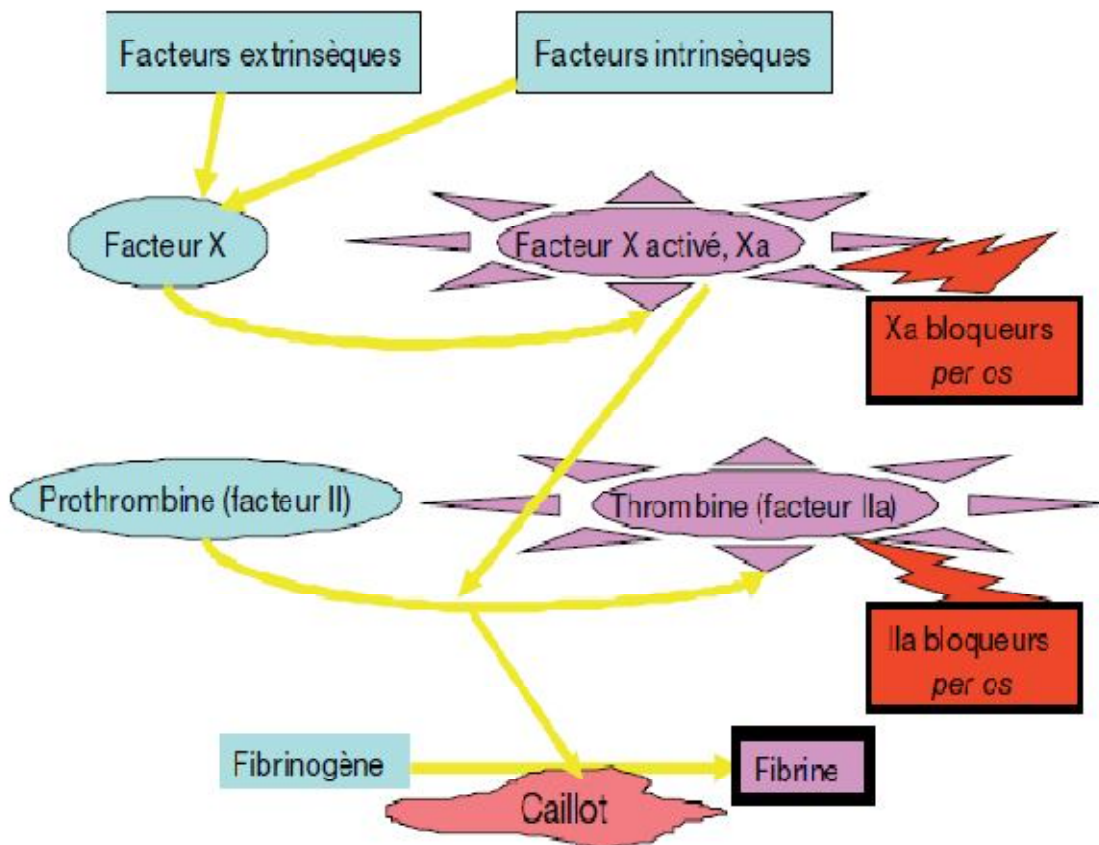 Facteurs extrinsèques
Facteurs intrinsèques
Facteur X
Facteur X activé, Xa
Xa bloqueurs
per os
Prothrombine (facteur II)
Thrombine (facteur IIa)
IIa bloqueurs
per os
Fibrinogène
Fibrine
Caillot